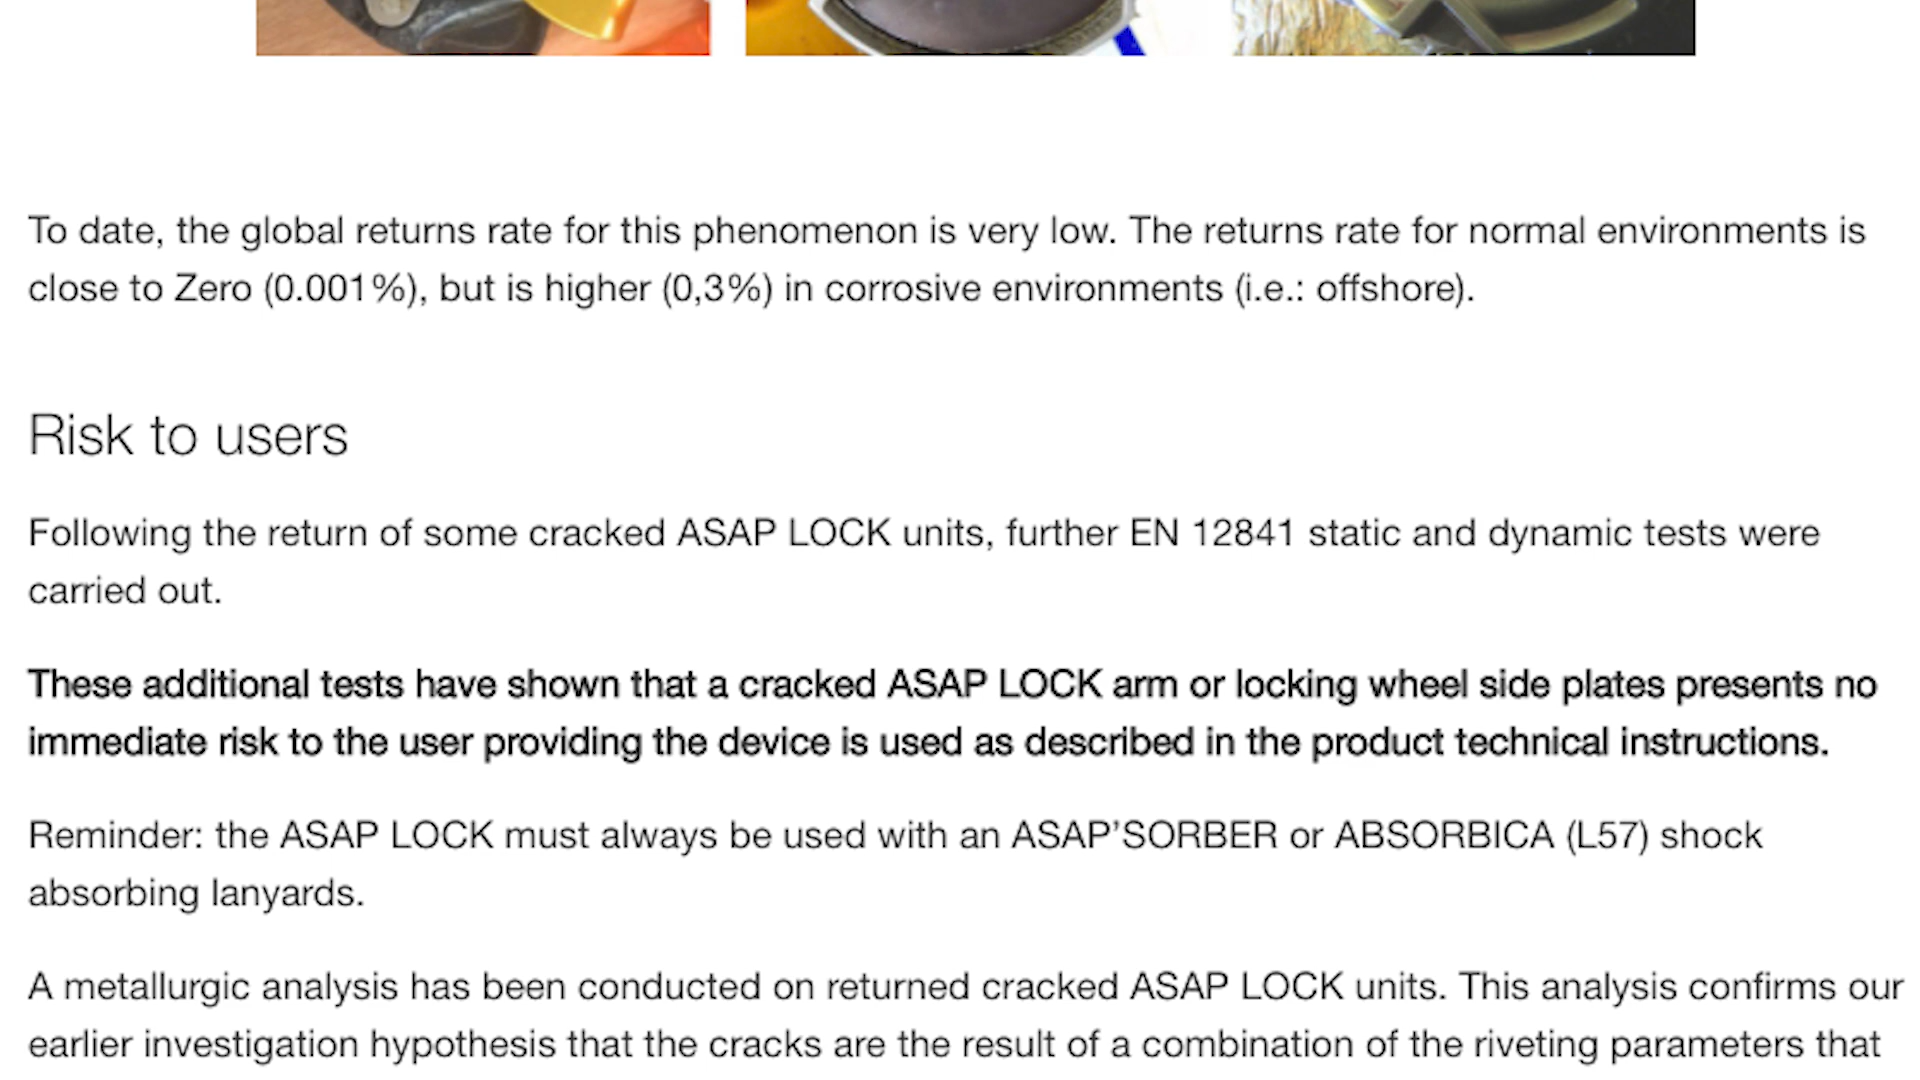 To date, the global returns rate for this phenomenon is very low. The returns rate for normal environments is
close to Zero (0.001%), but is higher (0,3%) in corrosive environments (i.e.: offshore).
Risk to users
Following the return of some cracked ASAP LOCK units, further EN 12841 static and dynamic tests were
carried out.
These additional tests have shown that a cracked ASAP LOCK arm or locking wheel side plates presents no
immediate risk to the user providing the device is used as described in the product technical instructions.
Reminder: the ASAP LOCK must always be used with an ASAP’SORBER or ABSORBICA (L57) shock
absorbing lanyards.
A metallurgic analysis has been conducted on returned cracked ASAP LOCK units. This analysis confirms our
earlier investigation hypothesis that the cracks are the result of a combination of the riveting parameters that